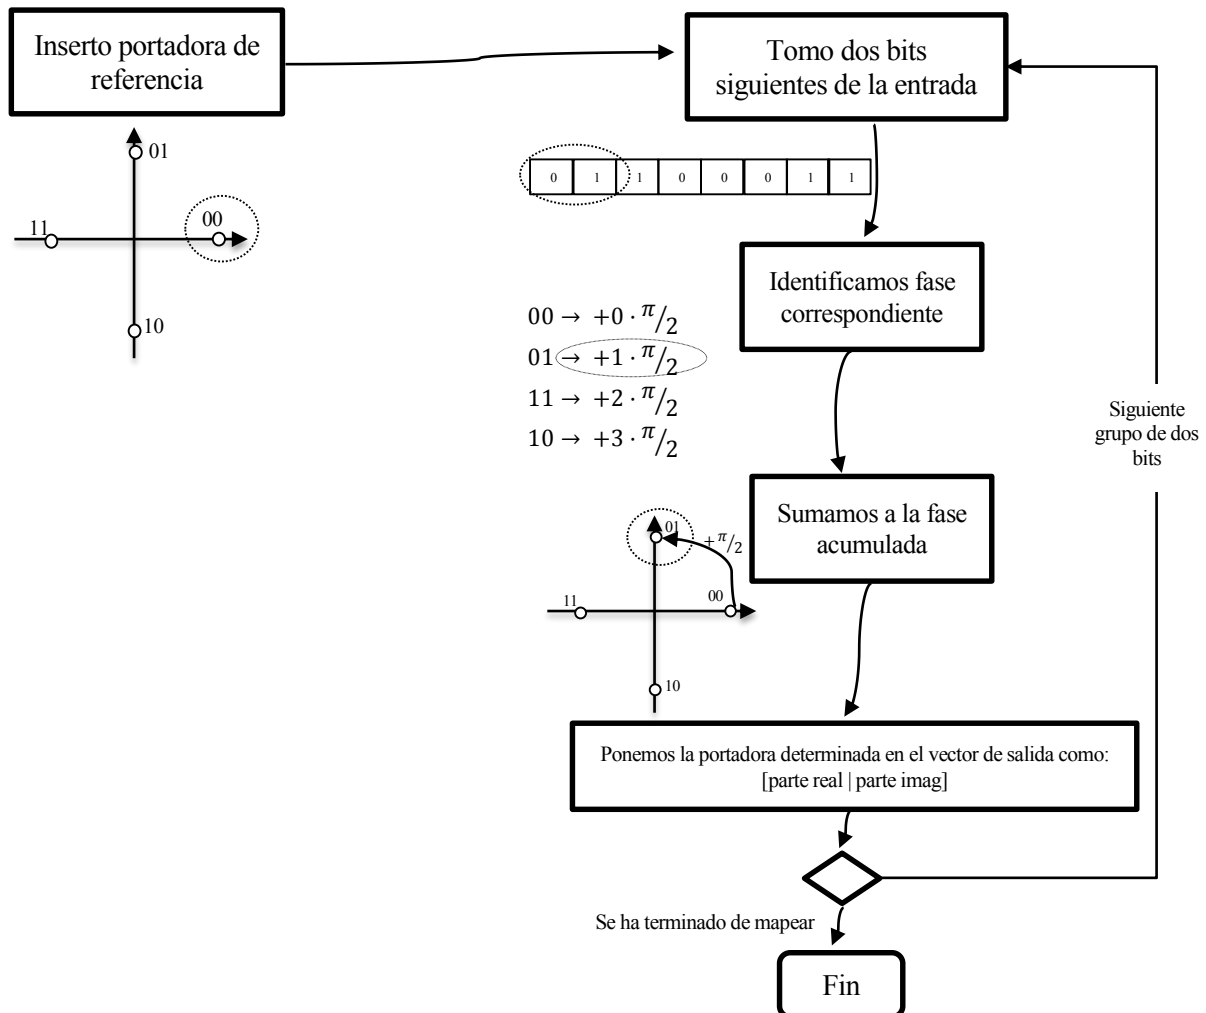 Inserto portadora de
referencia
Tomo dos bits
siguientes de la entrada
01
00
11
10
0 1 1 0 0 0 1 1
Identificamos fase
correspondiente
00 → +0 · π/2
01 → +1 · π/2
11 → +2 · π/2
10 → +3 · π/2
Siguiente
grupo de dos
bits
Sumamos a la fase
acumulada
01
+π/2
00
11
10
Ponemos la portadora determinada en el vector de salida como:
[parte real | parte imag]
Se ha terminado de mapear
Fin